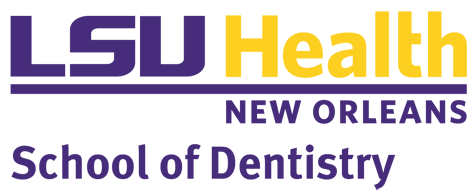 LSU Health
NEW ORLEANS
School of Dentistry